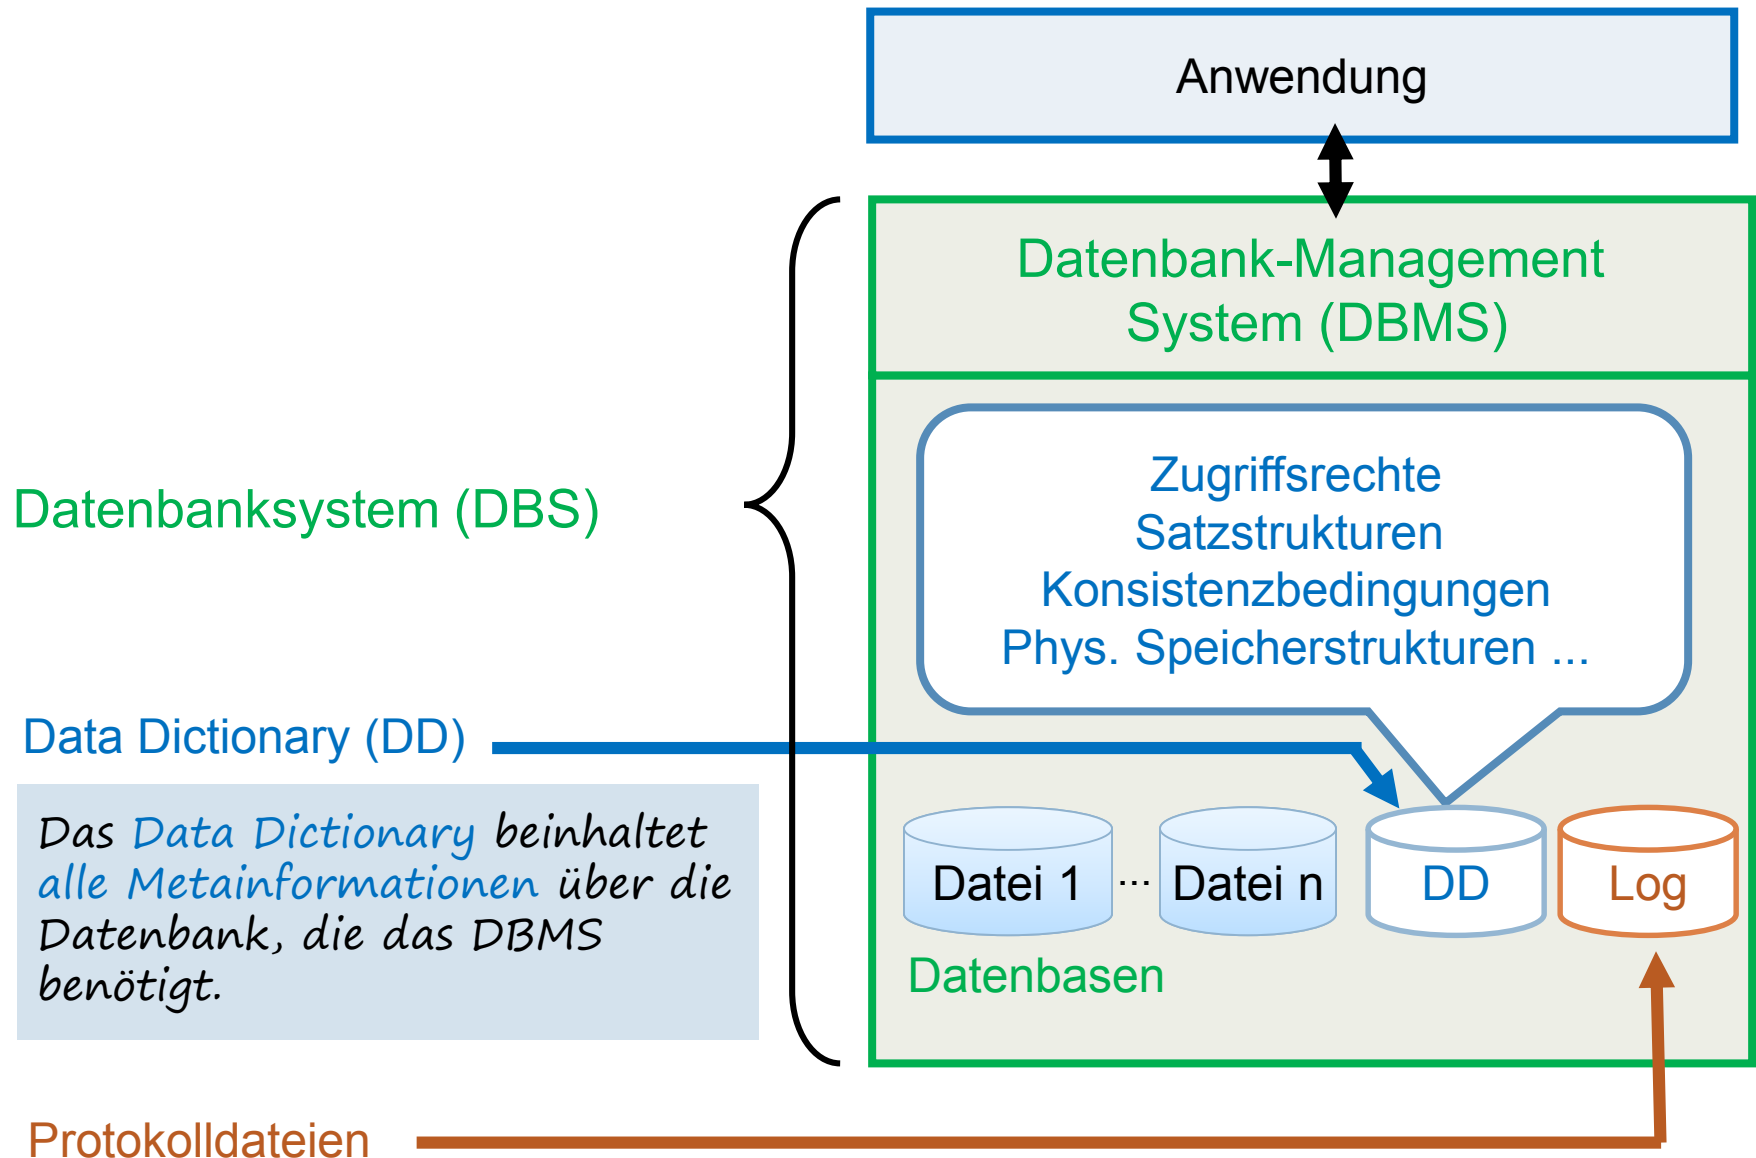 Anwendung
Datenbank-Management
System (DBMS)
Zugriffsrechte
Satzstrukturen
Konsistenzbedingungen
Phys. Speicherstrukturen ...
Datenbanksystem (DBS)
Data Dictionary (DD)
Das Data Dictionary beinhaltet
alle Metainformationen über die
Datenbank, die das DBMS
benötigt.
Datei 1 ... Datei n DD Log
Datenbasen
Protokolldateien